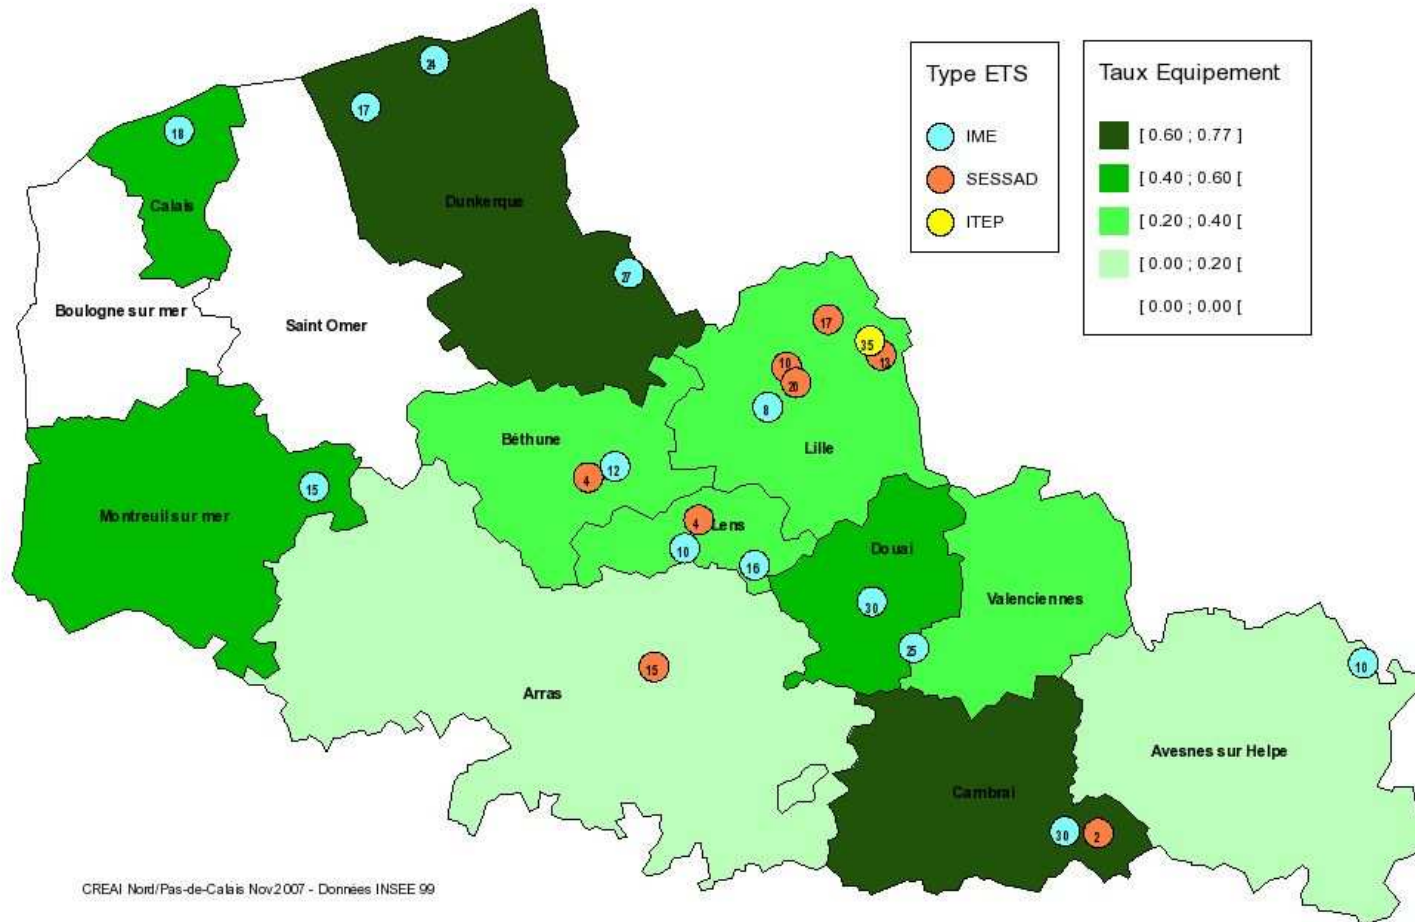 Type ETS
IME
SESSAD
ITEP
Taux Equipement
[ 0.60 ; 0.77 ]
[ 0.40 ; 0.60 [
[ 0.20 ; 0.40 [
[ 0.00 ; 0.20 [
[ 0.00 ; 0.00 [
24
17
18
Calais
Dunkerque
27
Boulogne sur mer
Saint Omer
17
35
13
10
20
8
Béthune
Lille
12
4
15
Montreuil sur mer
4
Lens
10
16
Douai
30
Valenciennes
25
15
Arras
10
Avesnes sur Helpe
Cambrai
30
2
CREAI Nord/Pas-de-Calais Nov.2007 - Données INSEE 99